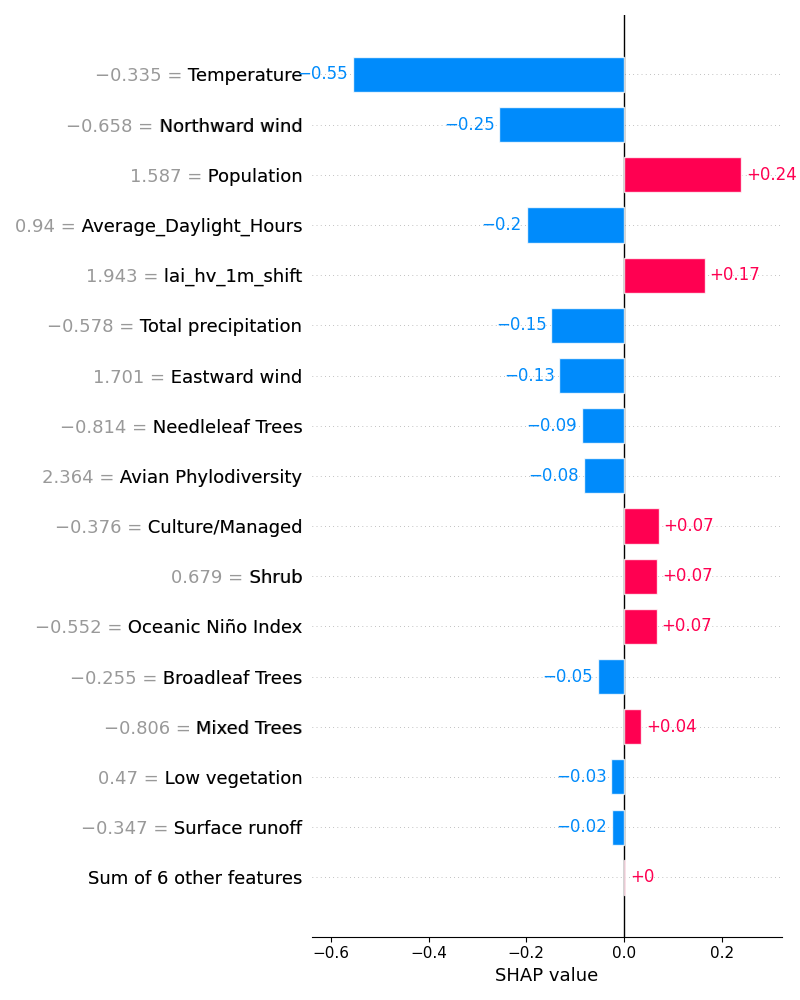 −0.335 = Temperature −0.55
−0.658 = Northward wind −0.25
1.587 = Population +0.24
0.94 = Average_Daylight_Hours −0.2
1.943 = lai_hv_1m_shift +0.17
−0.578 = Total precipitation −0.15
1.701 = Eastward wind −0.13
−0.814 = Needleleaf Trees −0.09
2.364 = Avian Phylodiversity −0.08
−0.376 = Culture/Managed +0.07
0.679 = Shrub +0.07
−0.552 = Oceanic Niño Index +0.07
−0.255 = Broadleaf Trees −0.05
−0.806 = Mixed Trees +0.04
0.47 = Low vegetation −0.03
−0.347 = Surface runoff −0.02
Sum of 6 other features +0
−0.6 −0.4 −0.2 0.0 0.2
SHAP value